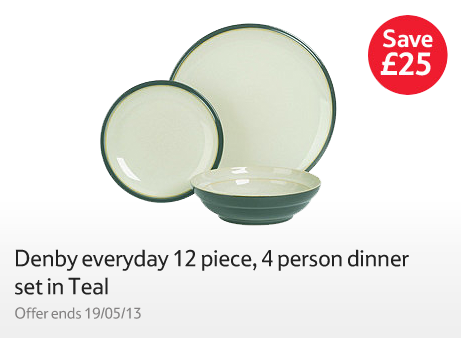 Save
£25
Denby everyday 12 piece, 4 person dinner
set in Teal
Offer ends 19/05/13